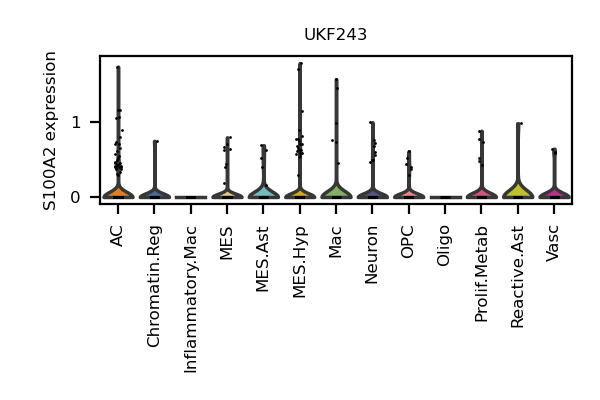 UKF243
S100A2 expression
1
0
AC
Chromatin.Reg
Inflammatory.Mac
MES
MES.Ast
MES.Hyp
Mac
Neuron
OPC
Oligo
Prolif.Metab
Reactive.Ast
Vasc